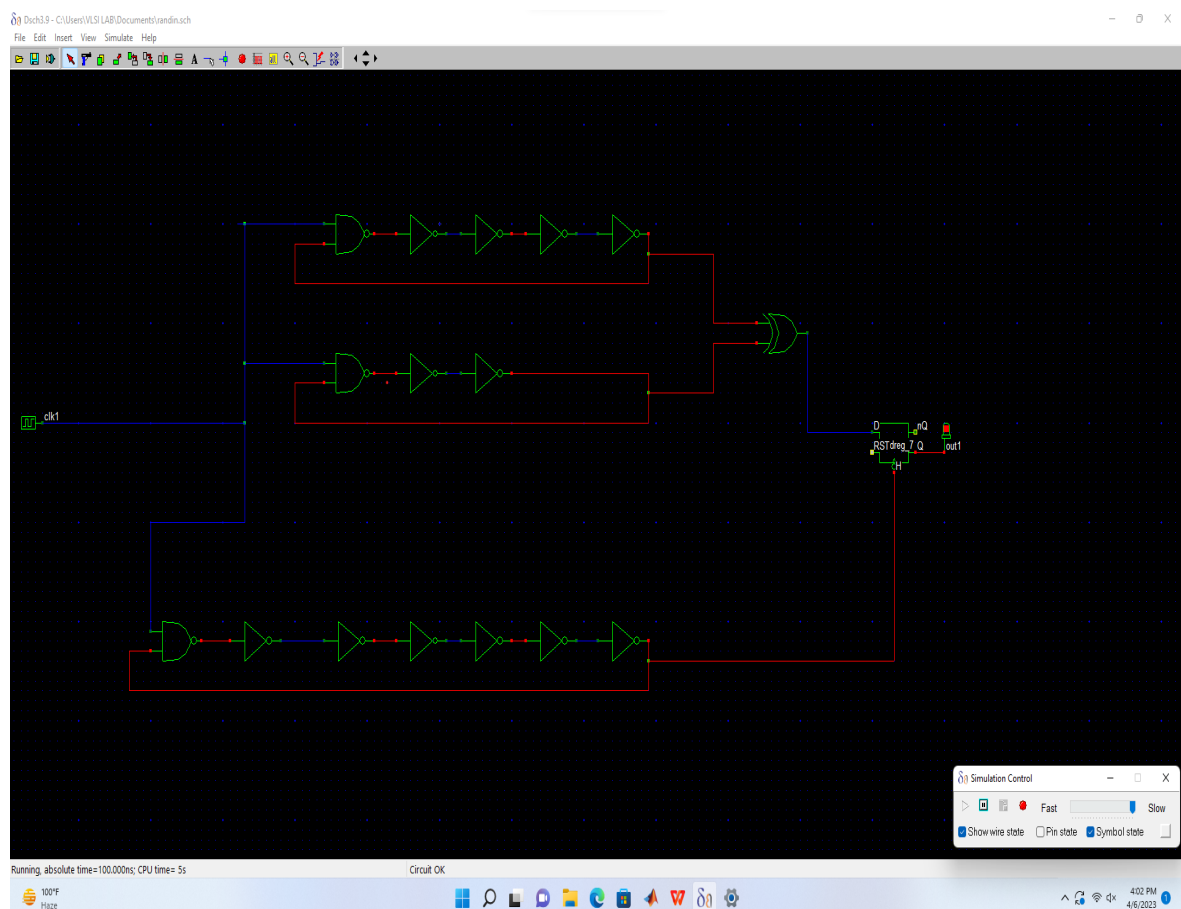 Dsch3.9 - C:\Users\VLSI LAB\Documents\randin.sch
File Edit Insert View Simulate Help
A
clk1
D nQ
RST dreg_7 Q out1
H
Simulation Control
Fast Slow
Show wire state Pin state Symbol state
Running, absolute time=100.000ns; CPU time= 5s Circuit OK
100°F
Haze
4:02 PM
4/6/2023 1